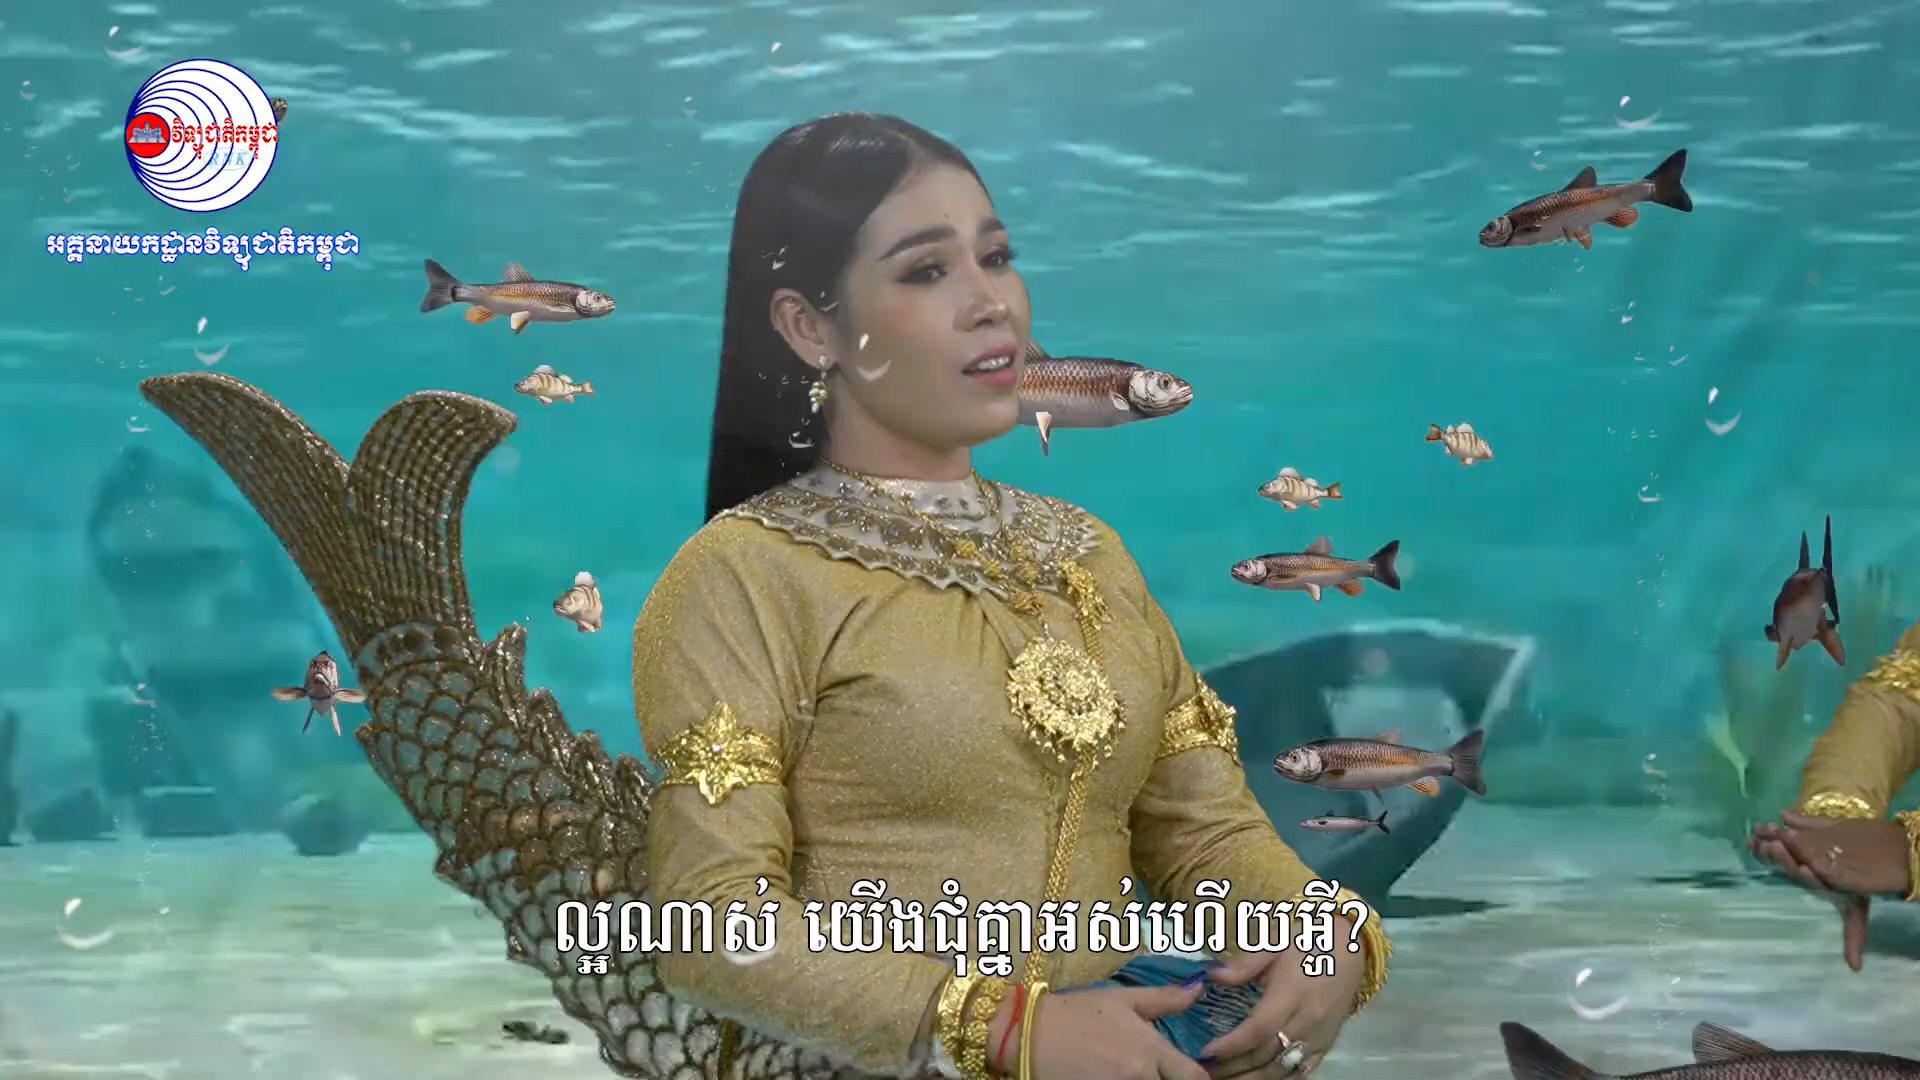 វិទ្យុជាតិកម្ពុជា
RNK
អគ្គនាយកដ្ឋានវិទ្យុជាតិកម្ពុជា
ល្អណាស់ យើងជុំគ្នាអស់ហើយអ្ហី?